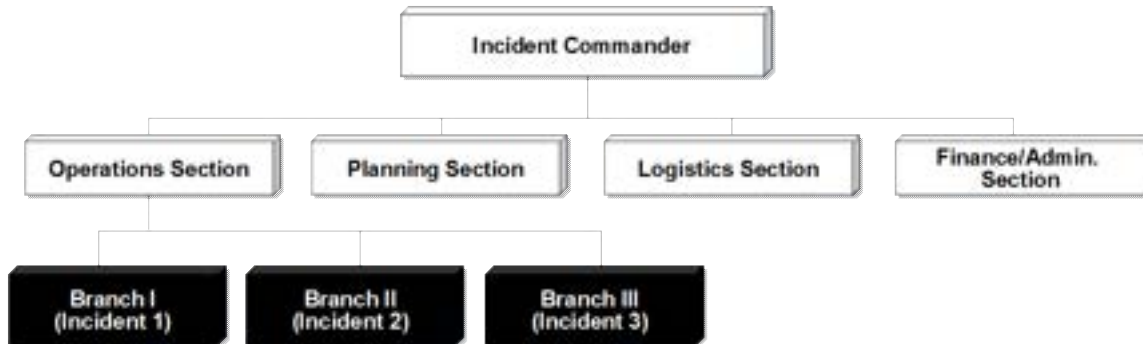 Incident Commander
Operations Section
Planning Section
Logistics Section
Finance/Admin.
Section
Branch I
(Incident 1)
Branch II
(Incident 2)
Branch III
(Incident 3)